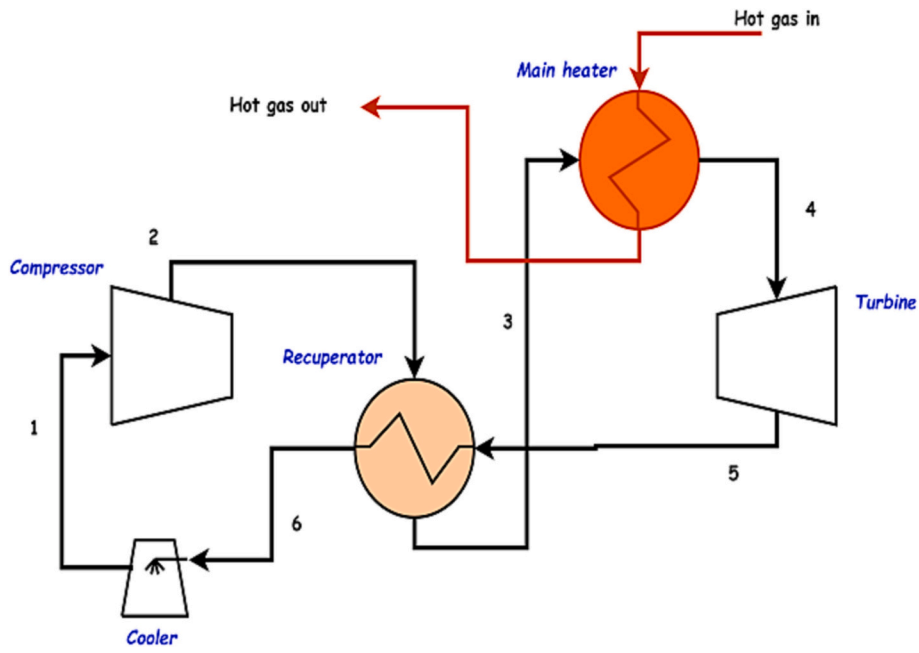 Hot gas in
Main heater
Hot gas out
4
2
Compressor
Turbine
3
Recuperator
1
5
6
Cooler